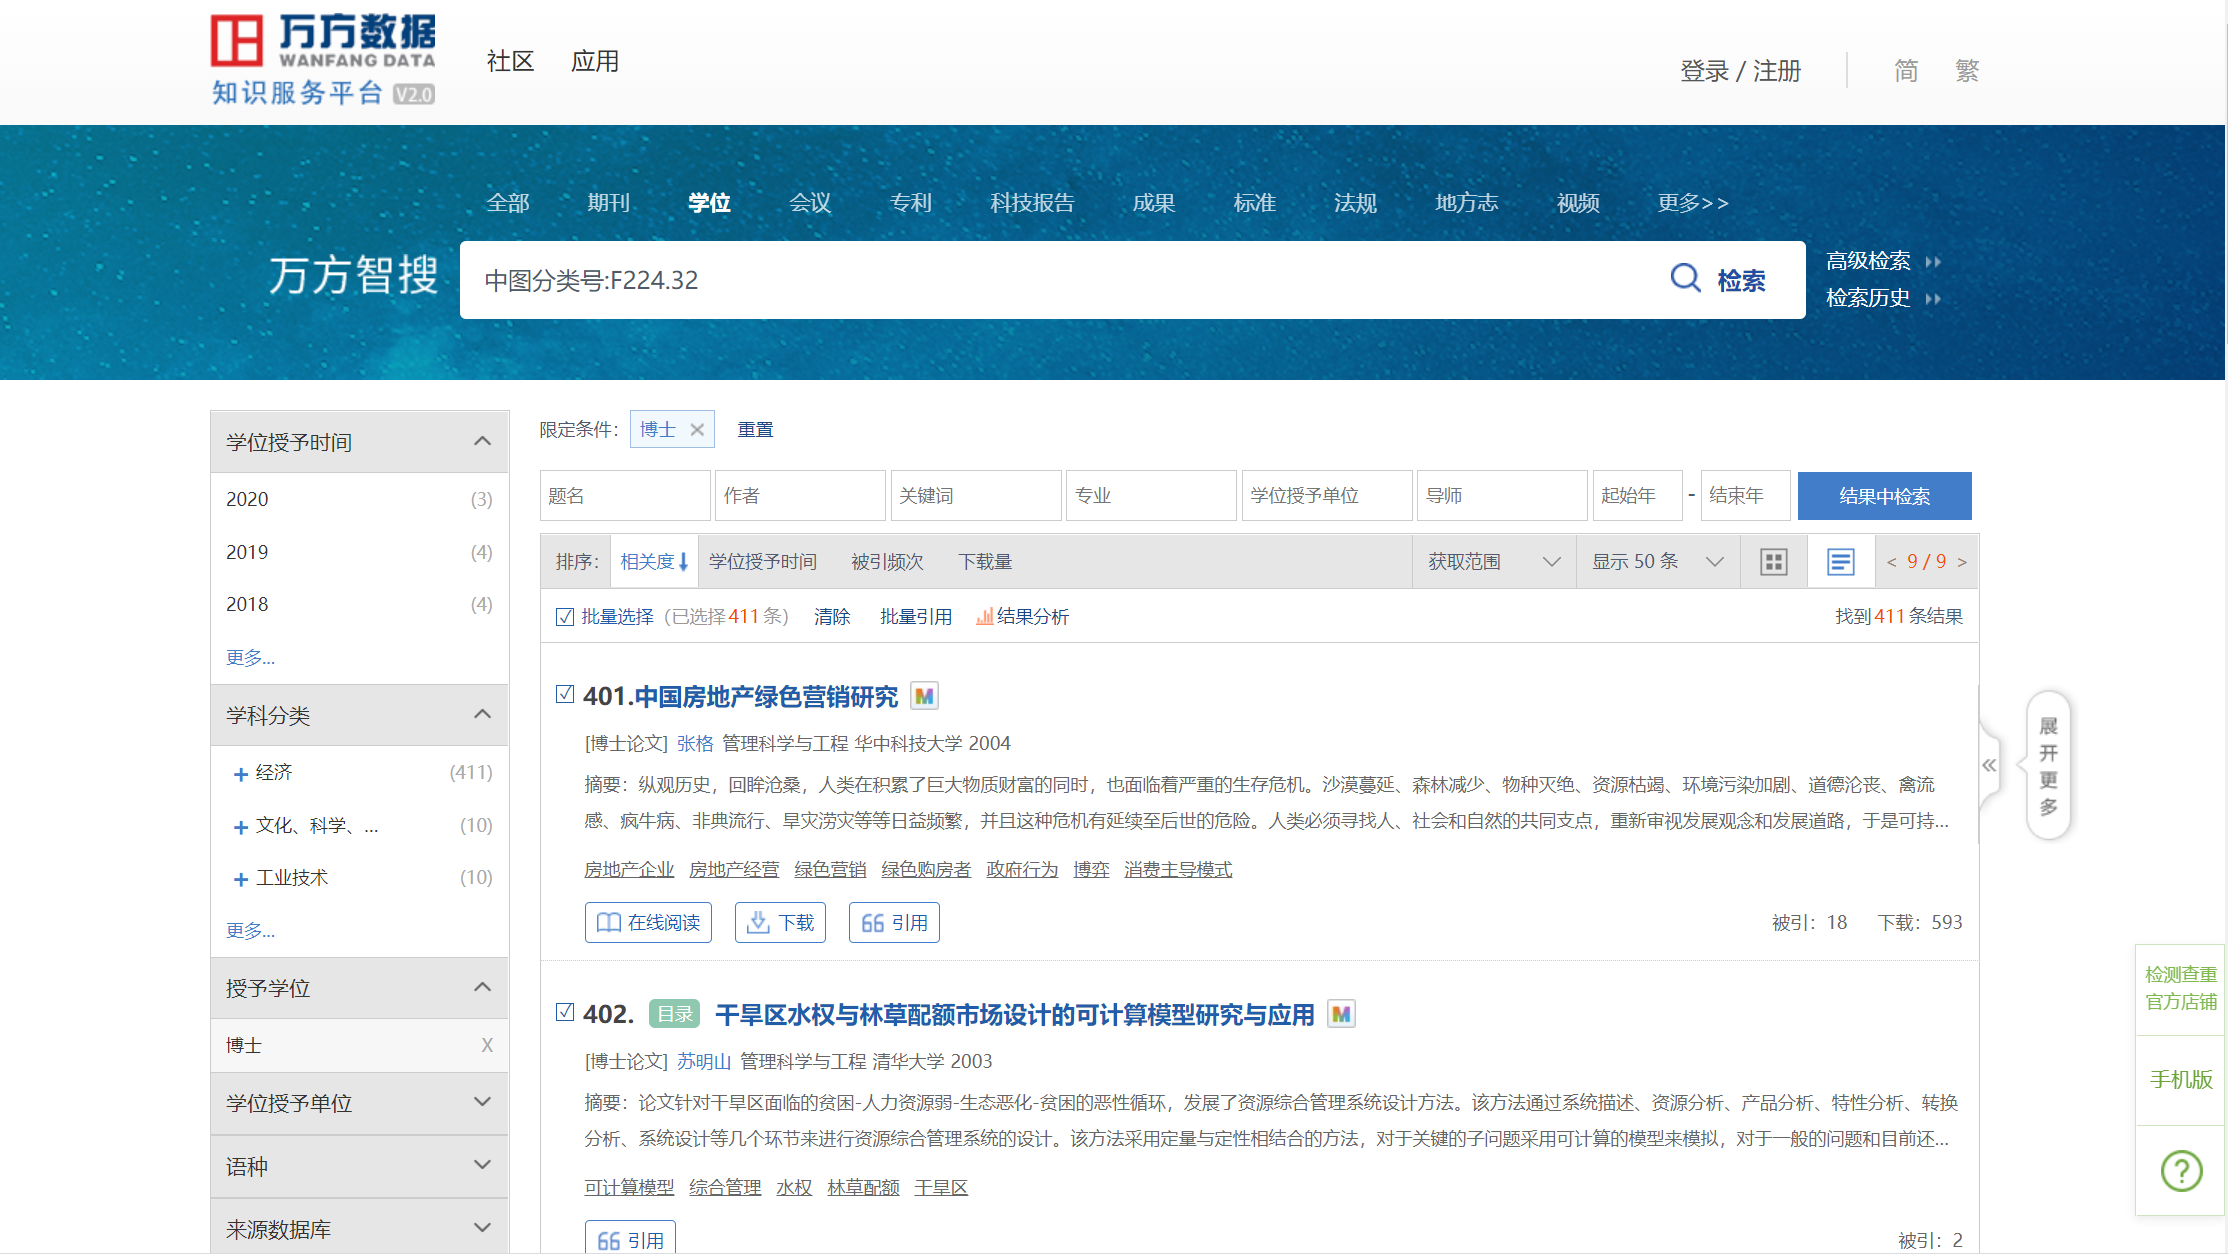 万方数据
WANFANG DATA
知识服务平台 V2.0
社区 应用
登录 / 注册 简 繁
全部 期刊 学位 会议 专利 科技报告 成果 标准 法规 地方志 视频 更多>>
万方智搜
中图分类号:F224.32
检索
高级检索
检索历史
学位授予时间
2020 (3)
2019 (4)
2018 (4)
更多...
学科分类
+ 经济 (411)
+ 文化、科学、... (10)
+ 工业技术 (10)
更多...
授予学位
博士 X
学位授予单位
语种
来源数据库
限定条件: 博士 × 重置
题名 作者 关键词 专业 学位授予单位 导师 起始年 - 结束年 结果中检索
排序: 相关度 学位授予时间 被引频次 下载量 获取范围 显示 50 条 < 9 / 9 >
批量选择 (已选择 411 条) 清除 批量引用 结果分析 找到 411 条结果
401.中国房地产绿色营销研究 M
[博士论文] 张格 管理科学与工程 华中科技大学 2004
摘要：纵观历史，回眸沧桑，人类在积累了巨大物质财富的同时，也面临着严重的生存危机。沙漠蔓延、森林减少、物种灭绝、资源枯竭、环境污染加剧、道德沦丧、禽流
感、疯牛病、非典流行、旱灾涝灾等等日益频繁，并且这种危机有延续至后世的危险。人类必须寻找人、社会和自然的共同支点，重新审视发展观念和发展道路，于是可持...
房地产企业 房地产经营 绿色营销 绿色购房者 政府行为 博弈 消费主导模式
在线阅读 下载 引用 被引：18 下载：593
402. 目录 干旱区水权与林草配额市场设计的可计算模型研究与应用 M
[博士论文] 苏明山 管理科学与工程 清华大学 2003
摘要：论文针对干旱区面临的贫困-人力资源弱-生态恶化-贫困的恶性循环，发展了资源综合管理系统设计方法。该方法通过系统描述、资源分析、产品分析、特性分析、转换
分析、系统设计等几个环节来进行资源综合管理系统的设计。该方法采用定量与定性相结合的方法，对于关键的子问题采用可计算的模型来模拟，对于一般的问题和目前还...
可计算模型 综合管理 水权 林草配额 干旱区
引用 被引：2
«
展开更多
检测查重
官方店铺
手机版
?